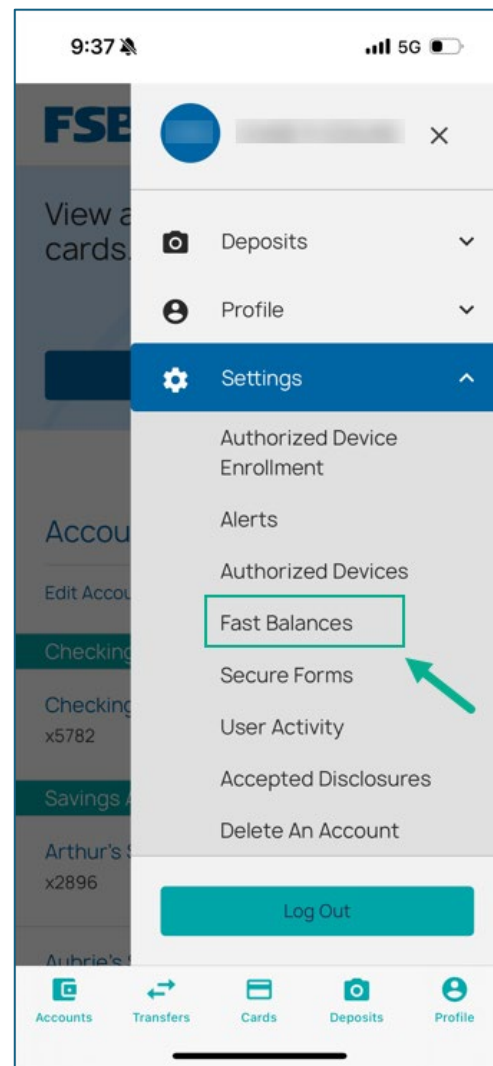 9:37
5G
FSB
View a
cards.
Deposits
Profile
Settings
Authorized Device
Enrollment
Alerts
Authorized Devices
Fast Balances
Secure Forms
User Activity
Accepted Disclosures
Delete An Account
Log Out
Accou
Edit Accou
Checking
Checking
x5782
Savings A
Arthur's S
x2896
Aubrie's S
Accounts
Transfers
Cards
Deposits
Profile